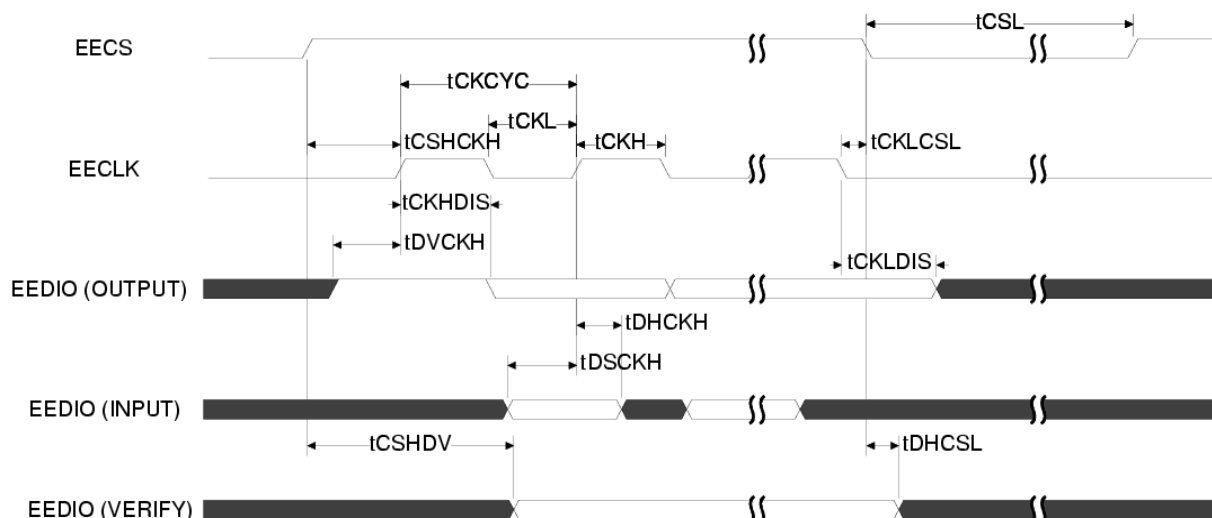 tCSL
EECS
tCKCYC
tCKL
tCSHCKH
tCKH
tCKLCSL
EECLK
tCKHDIS
tDVCKH
tCKLDIS
EEDIO (OUTPUT)
tDHCKH
tDSCKH
EEDIO (INPUT)
tCSHDV
tDHCSL
EEDIO (VERIFY)